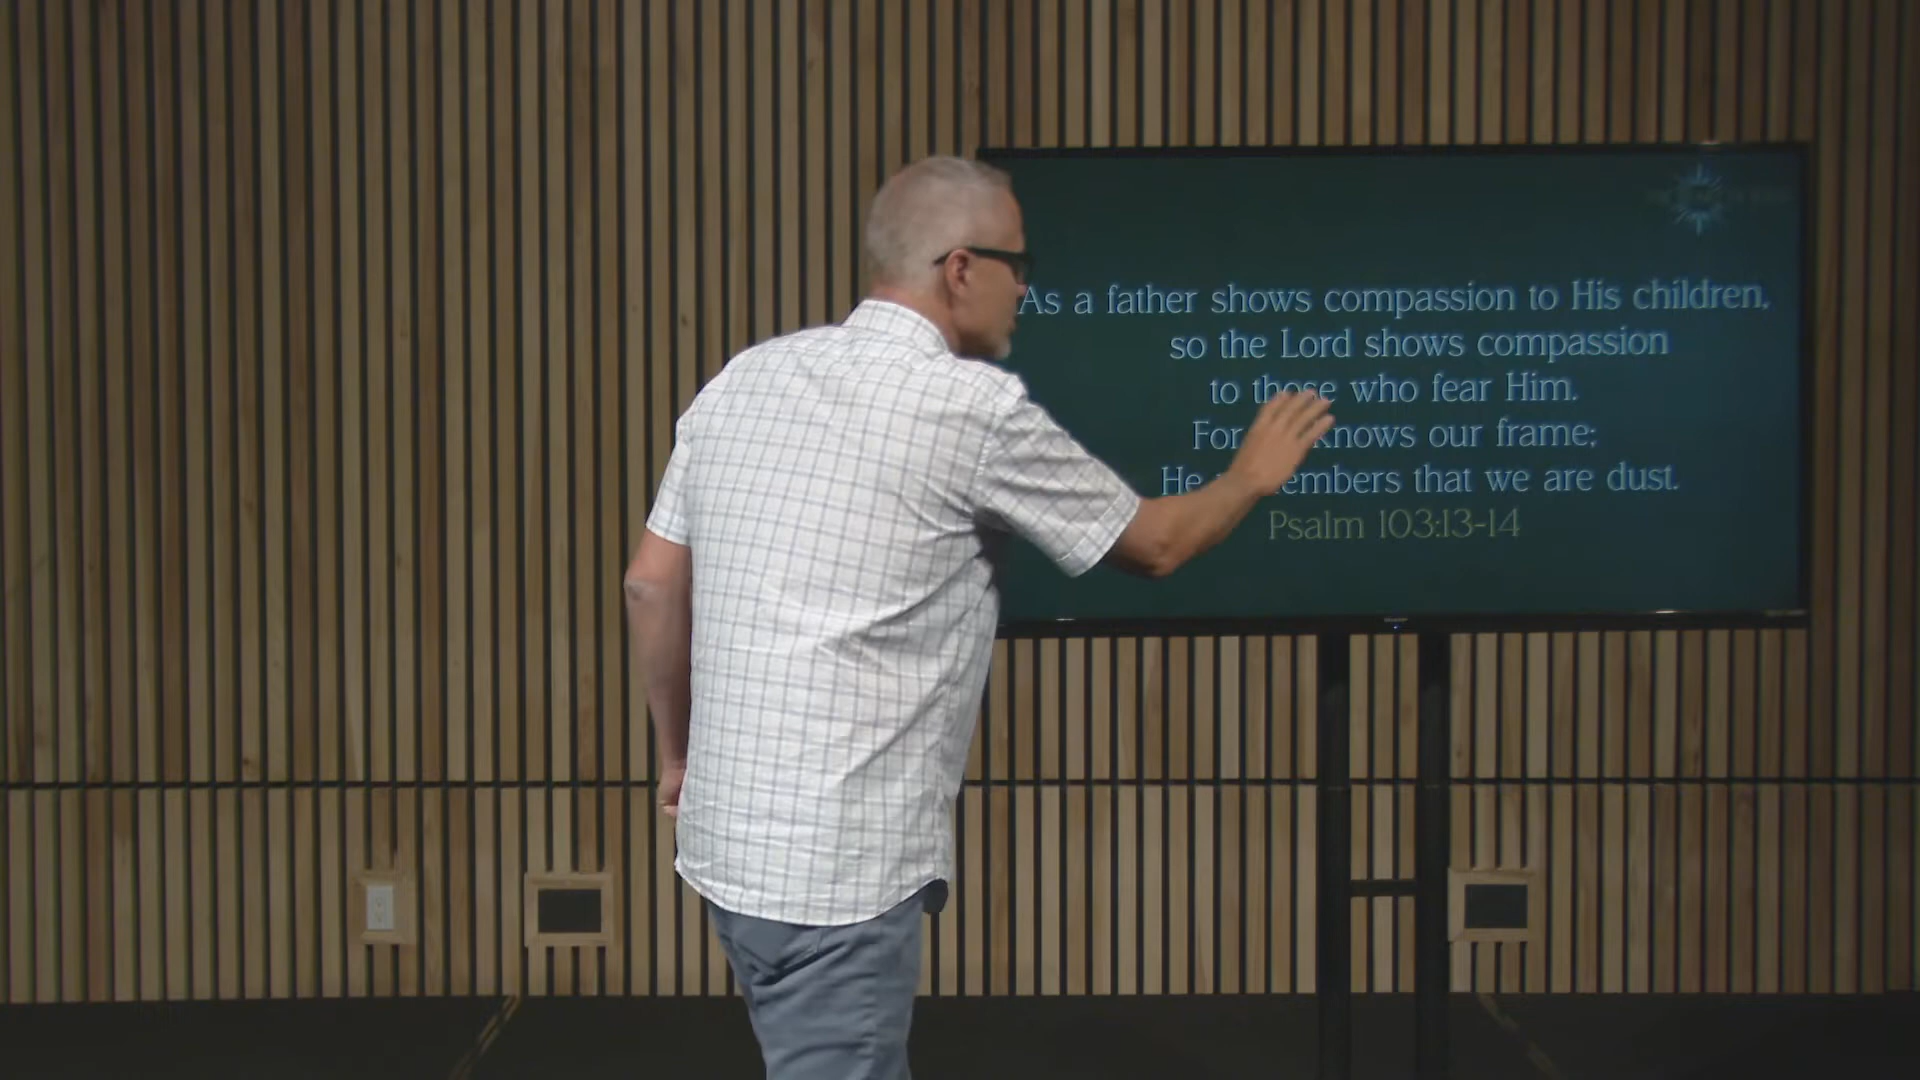 As a father shows compassion to His children,
so the Lord shows compassion
to those who fear Him.
For knows our frame;
He that we are dust.
Psalm 103:13-14